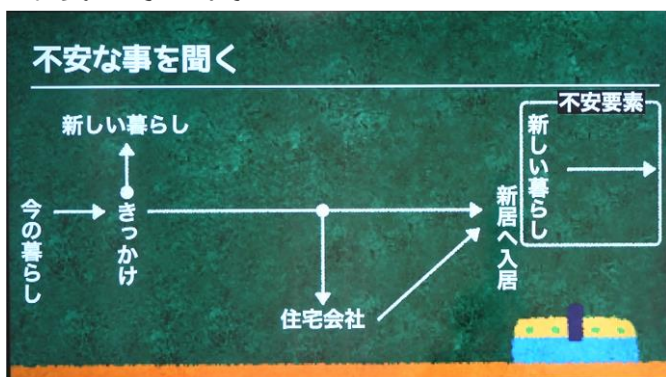 不安な事を聞く
新しい暮らし
今の暮らし
きっかけ
住宅会社
新居へ入居
新しい暮らし
不安要素